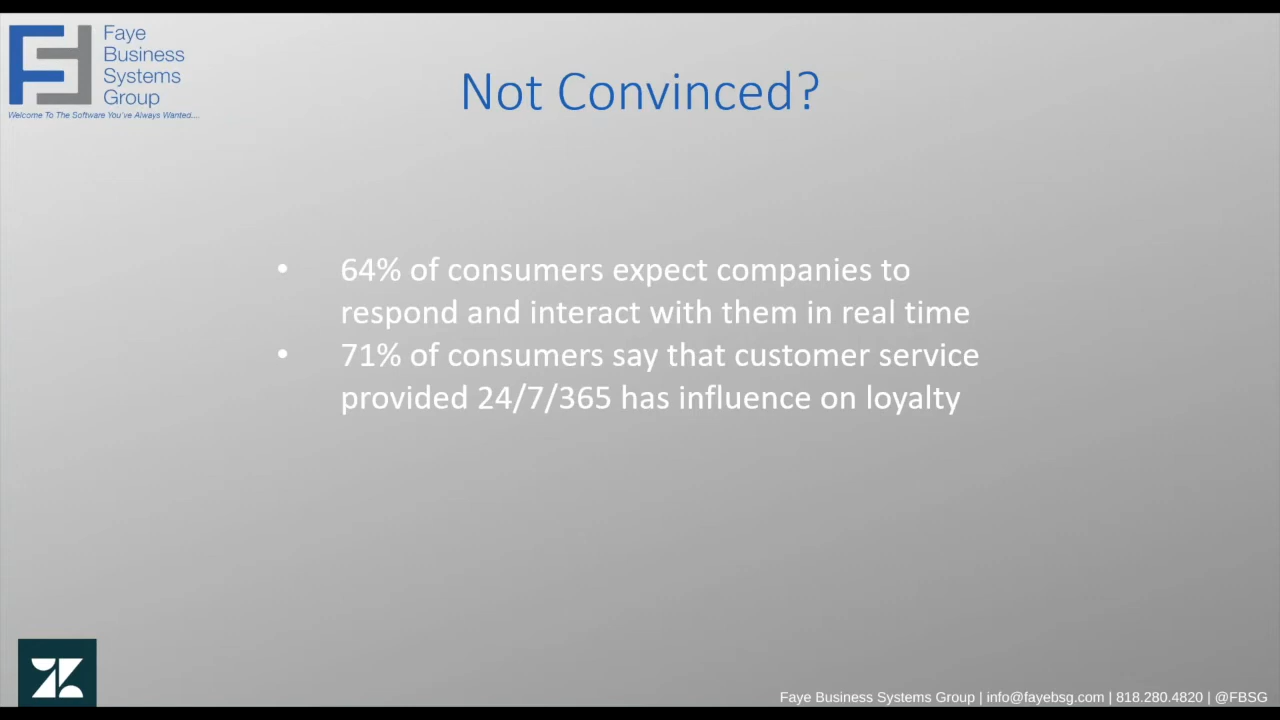 Faye
Business
Systems
Group
Welcome To The Software You've Always Wanted....
Not Convinced?
• 64% of consumers expect companies to
respond and interact with them in real time
• 71% of consumers say that customer service
provided 24/7/365 has influence on loyalty
Faye Business Systems Group | info@fayebsg.com | 818.280.4820 | @FBSG